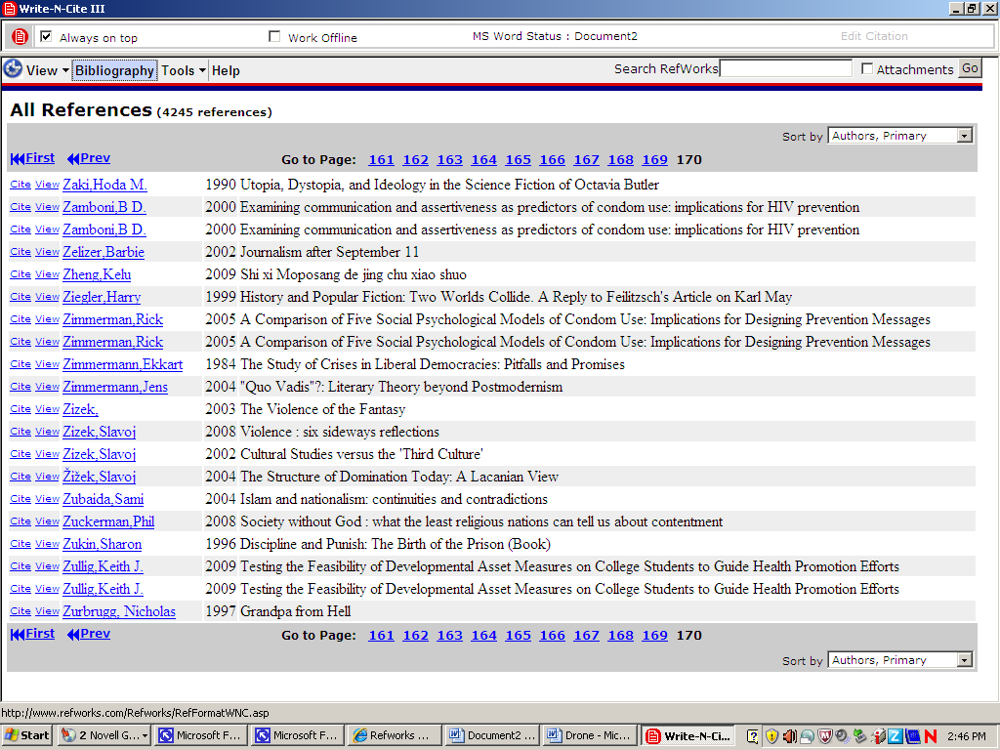 Write-N-Cite III
Always on top Work Offline MS Word Status : Document2 Edit Citation
View Bibliography Tools Help Search RefWorks Attachments Go
All References (4245 references)
Sort by Authors, Primary
First Prev Go to Page: 161 162 163 164 165 166 167 168 169 170
Cite View Zaki,Hoda M. 1990 Utopia, Dystopia, and Ideology in the Science Fiction of Octavia Butler
Cite View Zamboni,B D. 2000 Examining communication and assertiveness as predictors of condom use: implications for HIV prevention
Cite View Zamboni,B D. 2000 Examining communication and assertiveness as predictors of condom use: implications for HIV prevention
Cite View Zelizer,Barbie 2002 Journalism after September 11
Cite View Zheng,Kelu 2009 Shi xi Moposang de jing chu xiao shuo
Cite View Ziegler,Harry 1999 History and Popular Fiction: Two Worlds Collide. A Reply to Feilitzsch's Article on Karl May
Cite View Zimmerman,Rick 2005 A Comparison of Five Social Psychological Models of Condom Use: Implications for Designing Prevention Messages
Cite View Zimmerman,Rick 2005 A Comparison of Five Social Psychological Models of Condom Use: Implications for Designing Prevention Messages
Cite View Zimmermann,Ekkart 1984 The Study of Crises in Liberal Democracies: Pitfalls and Promises
Cite View Zimmermann,Jens 2004 "Quo Vadis"?: Literary Theory beyond Postmodernism
Cite View Zizek, 2003 The Violence of the Fantasy
Cite View Zizek,Slavoj 2008 Violence : six sideways reflections
Cite View Zizek,Slavoj 2002 Cultural Studies versus the 'Third Culture'
Cite View Žižek,Slavoj 2004 The Structure of Domination Today: A Lacanian View
Cite View Zubaida,Sami 2004 Islam and nationalism: continuities and contradictions
Cite View Zuckerman,Phil 2008 Society without God : what the least religious nations can tell us about contentment
Cite View Zukin,Sharon 1996 Discipline and Punish: The Birth of the Prison (Book)
Cite View Zullig,Keith J. 2009 Testing the Feasibility of Developmental Asset Measures on College Students to Guide Health Promotion Efforts
Cite View Zullig,Keith J. 2009 Testing the Feasibility of Developmental Asset Measures on College Students to Guide Health Promotion Efforts
Cite View Zurbrugg, Nicholas 1997 Grandpa from Hell
First Prev Go to Page: 161 162 163 164 165 166 167 168 169 170
Sort by Authors, Primary
http://www.refworks.com/Refworks/RefFormatWNC.asp
Start 2 Novell G... Microsoft F... Microsoft F... Refworks ... Document2 ... Drone - Mic... Write-N-Ci... 2:46 PM